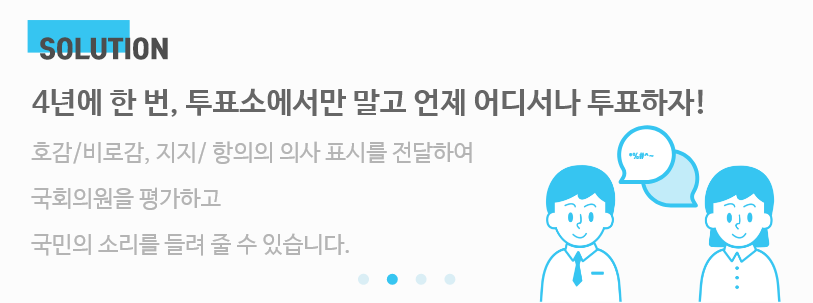 SOLUTION
4년에 한 번, 투표소에서만 말고 언제 어디서나 투표하자!
호감/비로감, 지지/ 항의의 의사 표시를 전달하여
국회의원을 평가하고
국민의 소리를 들려 줄 수 있습니다.
*%#^~